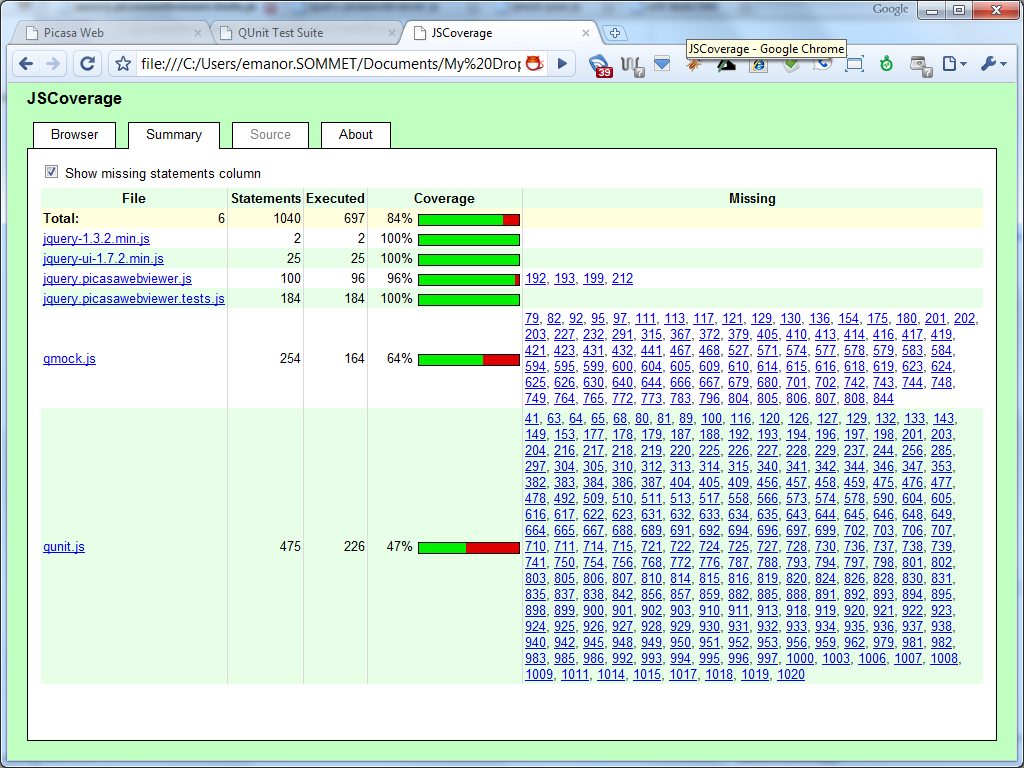 Google
Picasa Web
QUnit Test Suite
JSCoverage
JSCoverage - Google Chrome
file:///C:/Users/emanor.SOMMET/Documents/My%20Drop
39
JSCoverage
Browser
Summary
Source
About
Show missing statements column
File Statements Executed Coverage Missing
Total: 6 1040 697 84%
jquery-1.3.2.min.js 2 2 100%
jquery-ui-1.7.2.min.js 25 25 100%
jquery.picasawebviewer.js 100 96 96% 192, 193, 199, 212
jquery.picasawebviewer.tests.js 184 184 100%
qmock.js 254 164 64%
79, 82, 92, 95, 97, 111, 113, 117, 121, 129, 130, 136, 154, 175, 180, 201, 202,
203, 227, 232, 291, 315, 367, 372, 379, 405, 410, 413, 414, 416, 417, 419,
421, 423, 431, 432, 441, 467, 468, 527, 571, 574, 577, 578, 579, 583, 584,
594, 595, 599, 600, 604, 605, 609, 610, 614, 615, 616, 618, 619, 623, 624,
625, 626, 630, 640, 644, 666, 667, 679, 680, 701, 702, 742, 743, 744, 748,
749, 764, 765, 772, 773, 783, 796, 804, 805, 806, 807, 808, 844
qunit.js 475 226 47%
41, 63, 64, 65, 68, 80, 81, 89, 100, 116, 120, 126, 127, 129, 132, 133, 143,
149, 153, 177, 178, 179, 187, 188, 192, 193, 194, 196, 197, 198, 201, 203,
204, 216, 217, 218, 219, 220, 225, 226, 227, 228, 229, 237, 244, 256, 285,
297, 304, 305, 310, 312, 313, 314, 315, 340, 341, 342, 344, 346, 347, 353,
382, 383, 384, 386, 387, 404, 405, 409, 456, 457, 458, 459, 475, 476, 477,
478, 492, 509, 510, 511, 513, 517, 558, 566, 573, 574, 578, 590, 604, 605,
616, 617, 622, 623, 631, 632, 633, 634, 635, 643, 644, 645, 646, 648, 649,
664, 665, 667, 688, 689, 691, 692, 694, 696, 697, 699, 702, 703, 706, 707,
710, 711, 714, 715, 721, 722, 724, 725, 727, 728, 730, 736, 737, 738, 739,
741, 750, 754, 756, 768, 772, 776, 787, 788, 793, 794, 797, 798, 801, 802,
803, 805, 806, 807, 810, 814, 815, 816, 819, 820, 824, 826, 828, 830, 831,
835, 837, 838, 842, 856, 857, 859, 882, 885, 888, 891, 892, 893, 894, 895,
898, 899, 900, 901, 902, 903, 910, 911, 913, 918, 919, 920, 921, 922, 923,
924, 925, 926, 927, 928, 929, 930, 931, 932, 933, 934, 935, 936, 937, 938,
940, 942, 945, 948, 949, 950, 951, 952, 953, 956, 959, 962, 979, 981, 982,
983, 985, 986, 992, 993, 994, 995, 996, 997, 1000, 1003, 1006, 1007, 1008,
1009, 1011, 1014, 1015, 1017, 1018, 1019, 1020